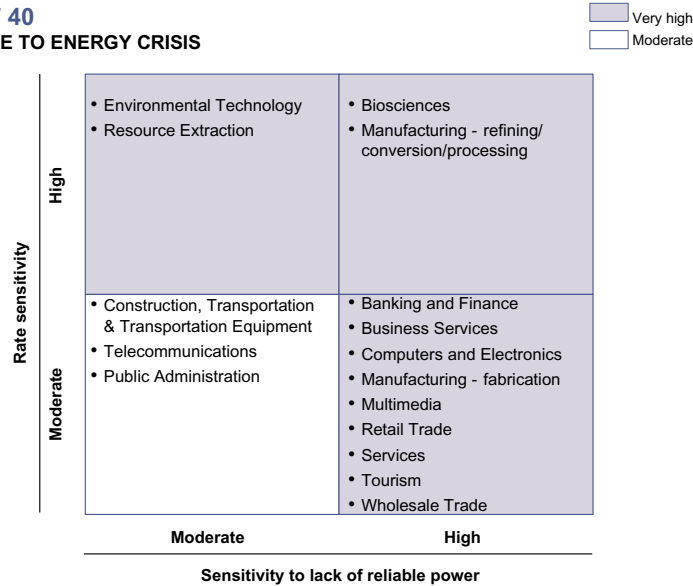 40
E TO ENERGY CRISIS
Very high
Moderate
Rate sensitivity
High
Moderate
• Environmental Technology
• Resource Extraction
• Biosciences
• Manufacturing - refining/
conversion/processing
• Construction, Transportation
& Transportation Equipment
• Telecommunications
• Public Administration
• Banking and Finance
• Business Services
• Computers and Electronics
• Manufacturing - fabrication
• Multimedia
• Retail Trade
• Services
• Tourism
• Wholesale Trade
Moderate
High
Sensitivity to lack of reliable power